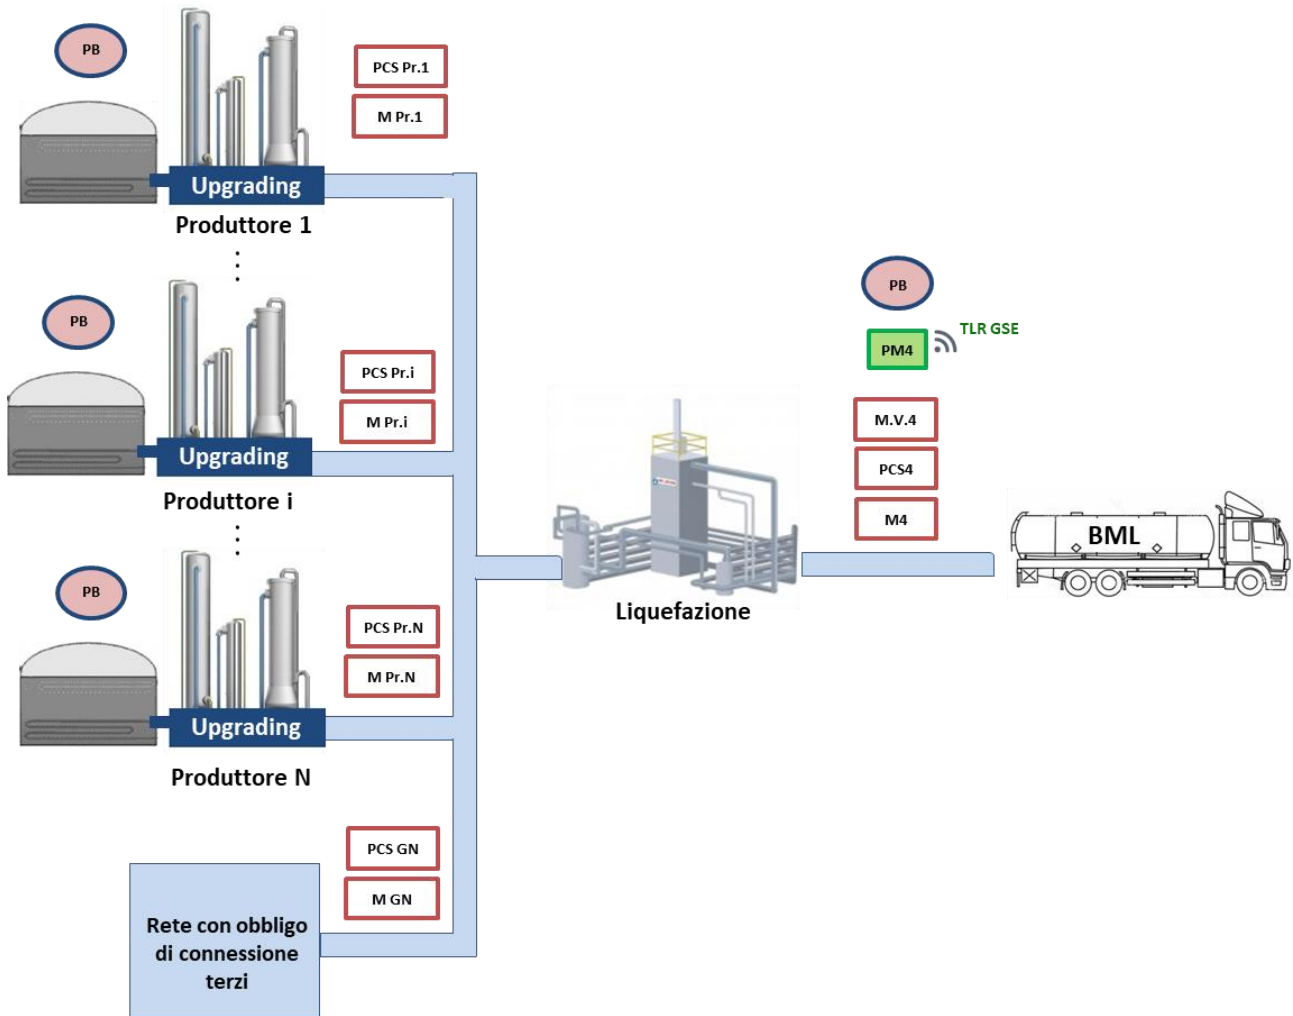 PB
PCS Pr.1
M Pr.1
Upgrading
Produttore 1
PB
PCS Pr.i
M Pr.i
Upgrading
Produttore i
PB
PCS Pr.N
M Pr.N
Upgrading
Produttore N
PCS GN
M GN
Rete con obbligo
di connessione
terzi
Liquefazione
PB
PM4
TLR GSE
M.V.4
PCS4
M4
BML